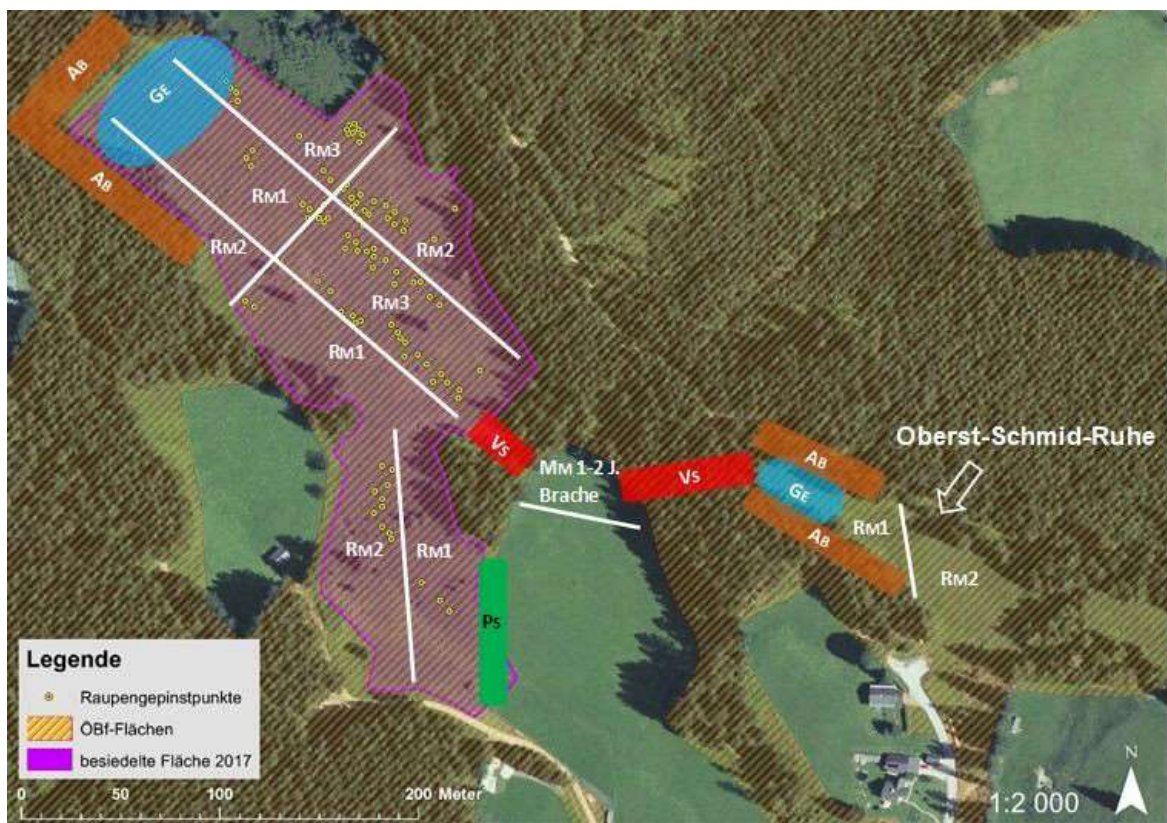 AB
GE
AB
RM3
RM1
RM2
RM2
RM3
RM1
VS
MM 1-2 J.
Brache
VS
AB
GE
AB
Oberst-Schmid-Ruhe
RM1
RM2
RM2
RM1
PS
Legende
Raupengepinstpunkte
ÖBf-Flächen
besiedelte Fläche 2017
0 50 100 200 Meter
N
1:2 000